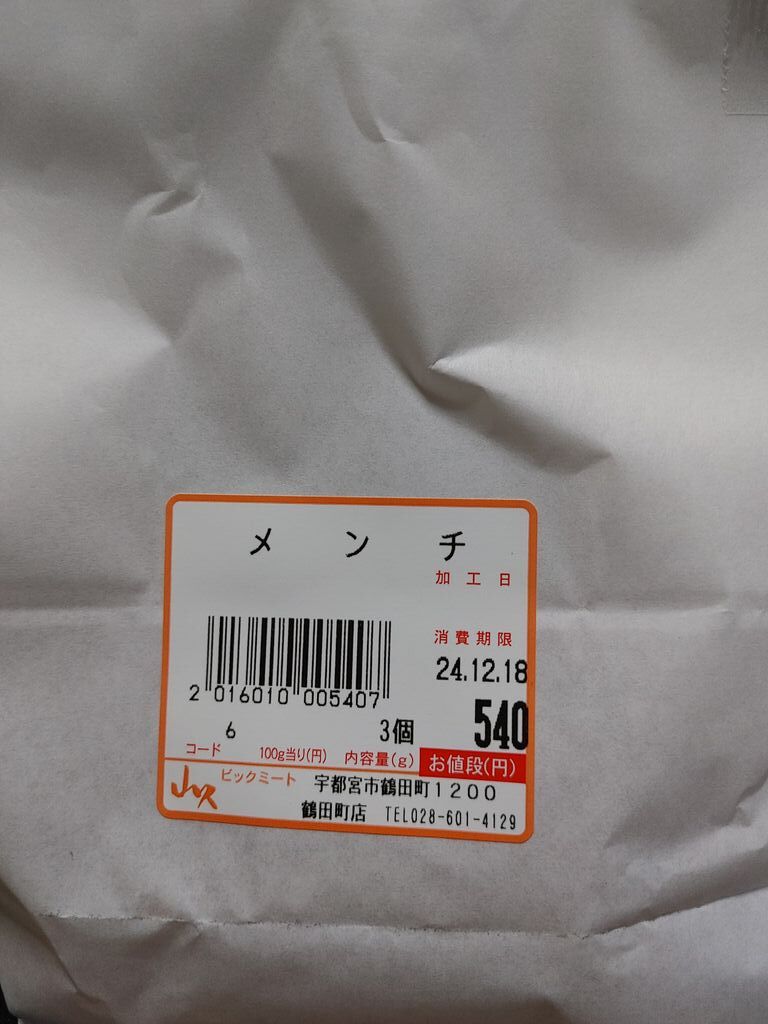 メンチ
加工日
消費期限
24.12.18
2 016010 005407
6 3個 540
コード 100g当り(円) 内容量(g) お値段(円)
山久 ビックミート 宇都宮市鶴田町1200
鶴田町店 TEL028-601-4129